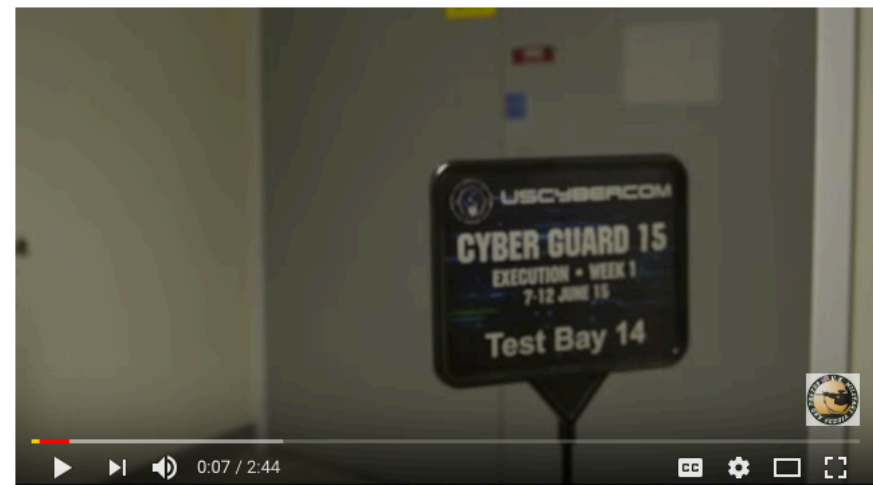 USCYBERCOM
CYBER GUARD 15
EXECUTION • WEEK 1
7-12 JUNE 15
Test Bay 14
0:07 / 2:44
CC